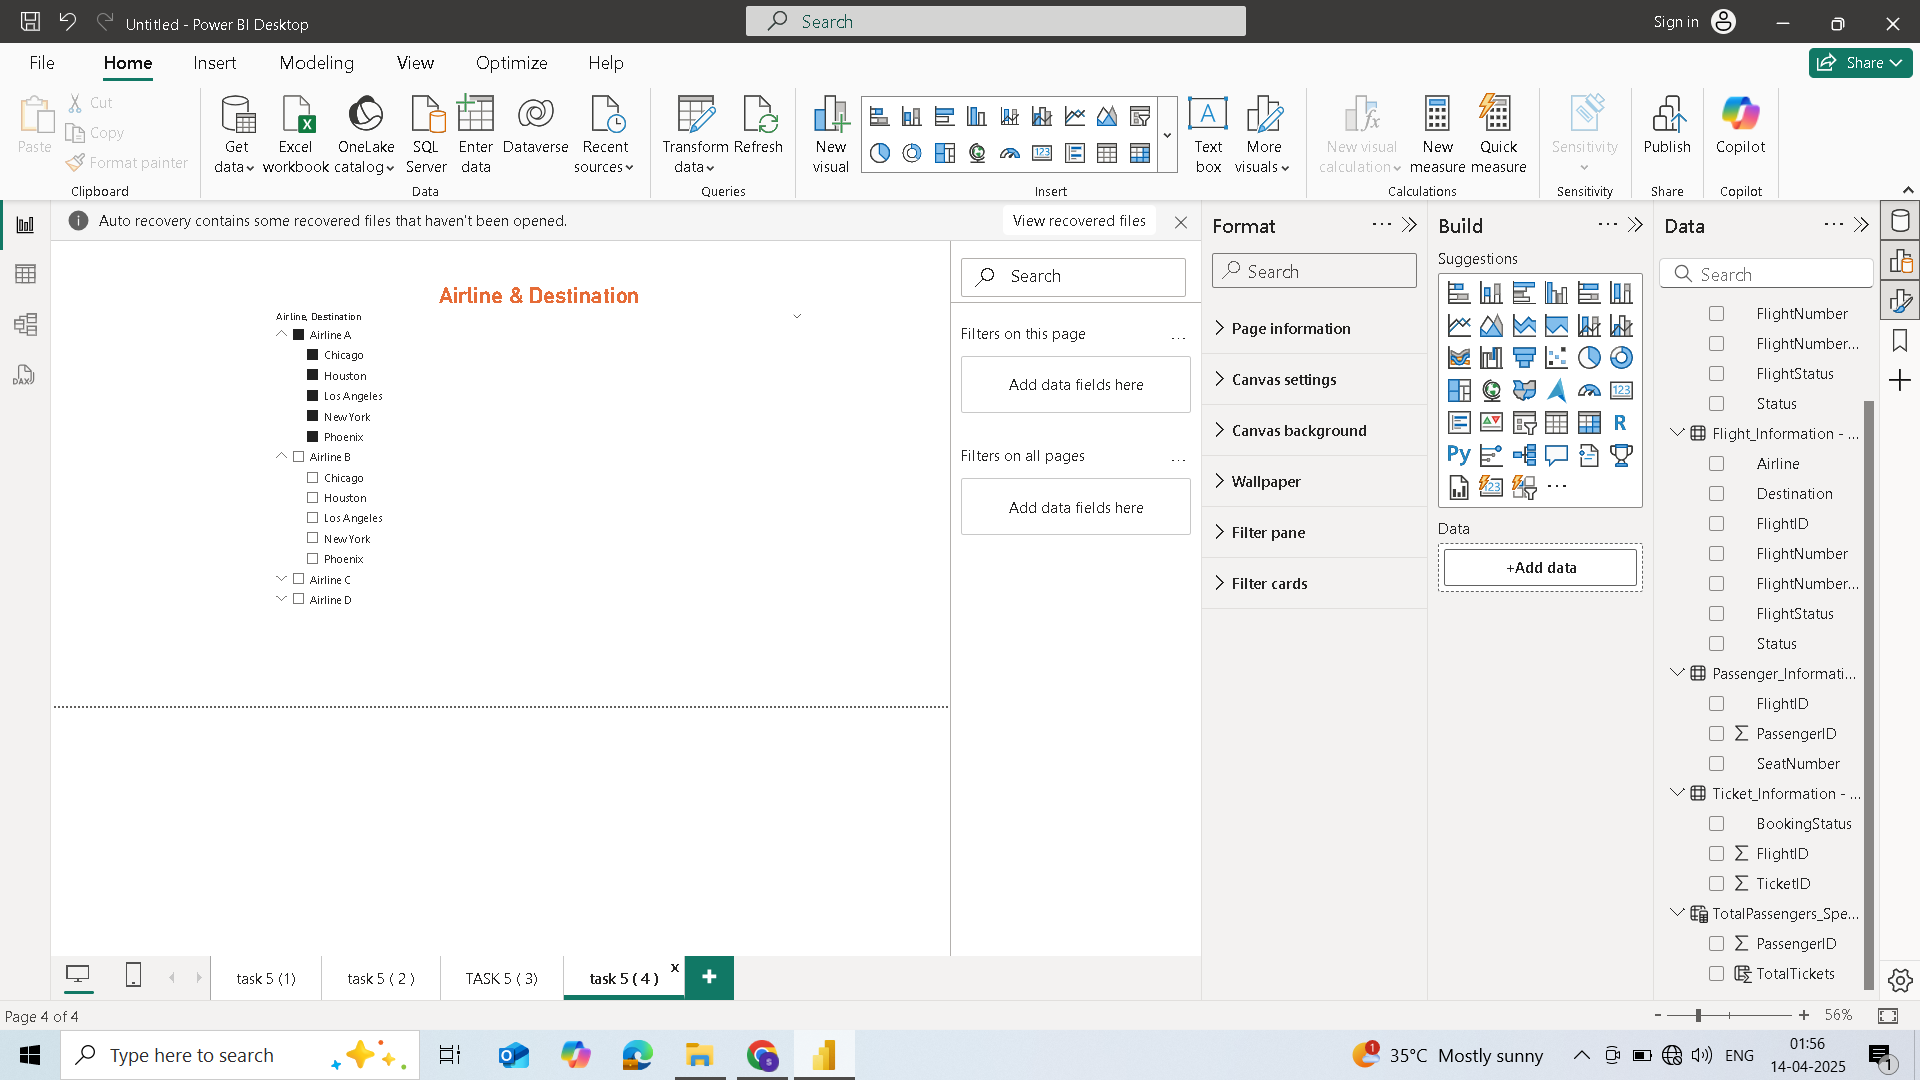 Untitled - Power BI Desktop
Search
Sign in
File
Home
Insert
Modeling
View
Optimize
Help
Share
Paste
Cut
Copy
Format painter
Clipboard
Get data
Excel workbook
OneLake catalog
SQL Server
Enter data
Dataverse
Recent sources
Data
Transform data
Refresh
Queries
New visual
Text box
More visuals
Insert
New visual calculation
New measure
Quick measure
Calculations
Sensitivity
Sensitivity
Publish
Share
Copilot
Copilot
Auto recovery contains some recovered files that haven't been opened.
View recovered files
Airline & Destination
Airline, Destination
Airline A
Chicago
Houston
Los Angeles
New York
Phoenix
Airline B
Chicago
Houston
Los Angeles
New York
Phoenix
Airline C
Airline D
Search
Filters on this page
...
Add data fields here
Filters on all pages
...
Add data fields here
Format
Search
Page information
Canvas settings
Canvas background
Wallpaper
Filter pane
Filter cards
Build
Suggestions
Data
+Add data
Data
Search
FlightNumber
FlightNumber...
FlightStatus
Status
Flight_Information - ...
Airline
Destination
FlightID
FlightNumber
FlightNumber...
FlightStatus
Status
Passenger_Informati...
FlightID
PassengerID
SeatNumber
Ticket_Information - ...
BookingStatus
FlightID
TicketID
TotalPassengers_Spe...
PassengerID
TotalTickets
task 5 (1)
task 5 ( 2 )
TASK 5 ( 3)
task 5 ( 4 )
x
+
Page 4 of 4
- + 56%
Type here to search
1
35°C Mostly sunny
ENG
01:56
14-04-2025
1